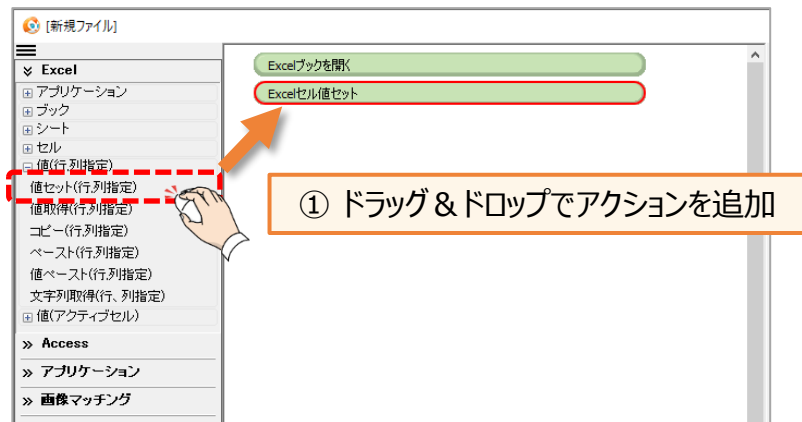 [新規ファイル]
Excel
アプリケーション
ブック
シート
セル
値(行,列指定)
値セット(行,列指定)
値取得(行,列指定)
コピー(行,列指定)
ペースト(行,列指定)
値ペースト(行,列指定)
文字列取得(行、列指定)
値(アクティブセル)
Access
アプリケーション
画像マッチング
Excelブックを開く
Excelセル値セット
① ドラッグ＆ドロップでアクションを追加